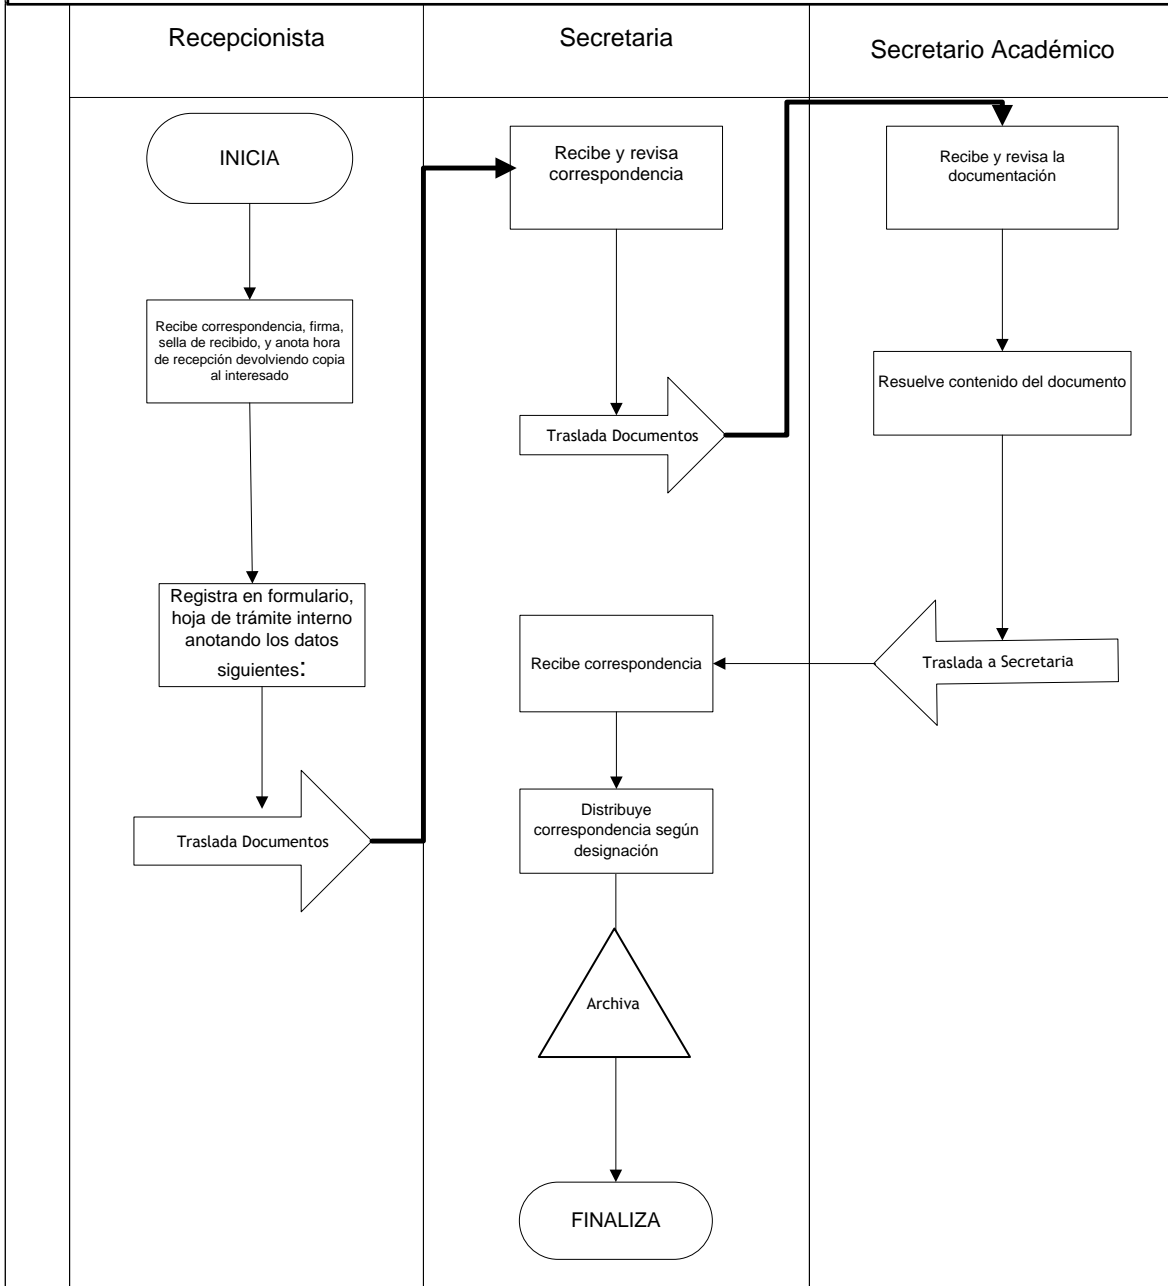 Recepcionista
Secretaria
Secretario Académico
INICIA
Recibe correspondencia, firma,
sella de recibido, y anota hora
de recepción devolviendo copia
al interesado
Registra en formulario,
hoja de trámite interno
anotando los datos
siguientes:
Traslada Documentos
Recibe y revisa
correspondencia
Traslada Documentos
Recibe y revisa la
documentación
Resuelve contenido del documento
Traslada a Secretaria
Recibe correspondencia
Distribuye
correspondencia según
designación
Archiva
FINALIZA